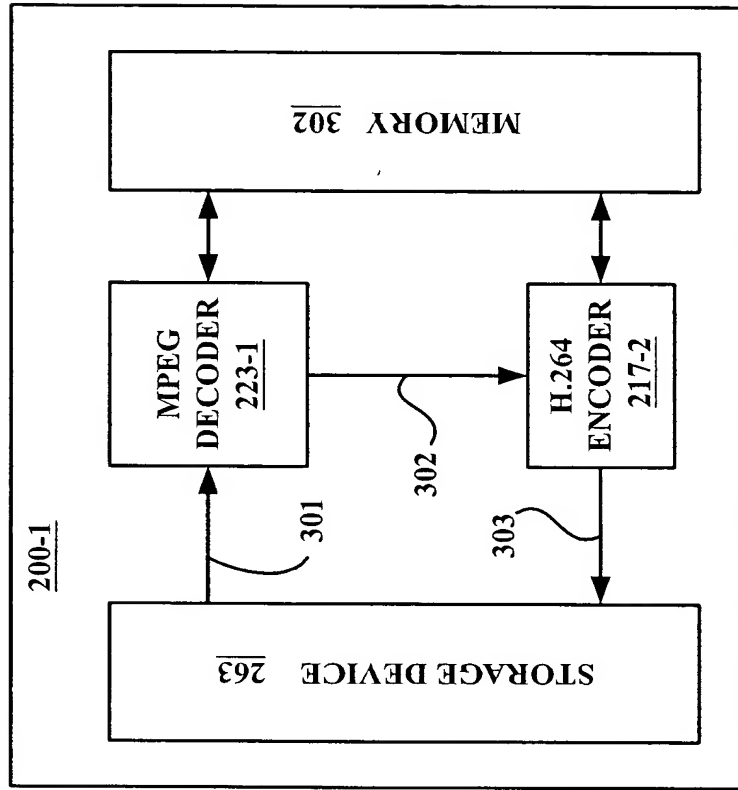 200-1
STORAGE DEVICE 263
301
MPEG
DECODER
223-1
302
303
H.264
ENCODER
217-2
MEMORY 302